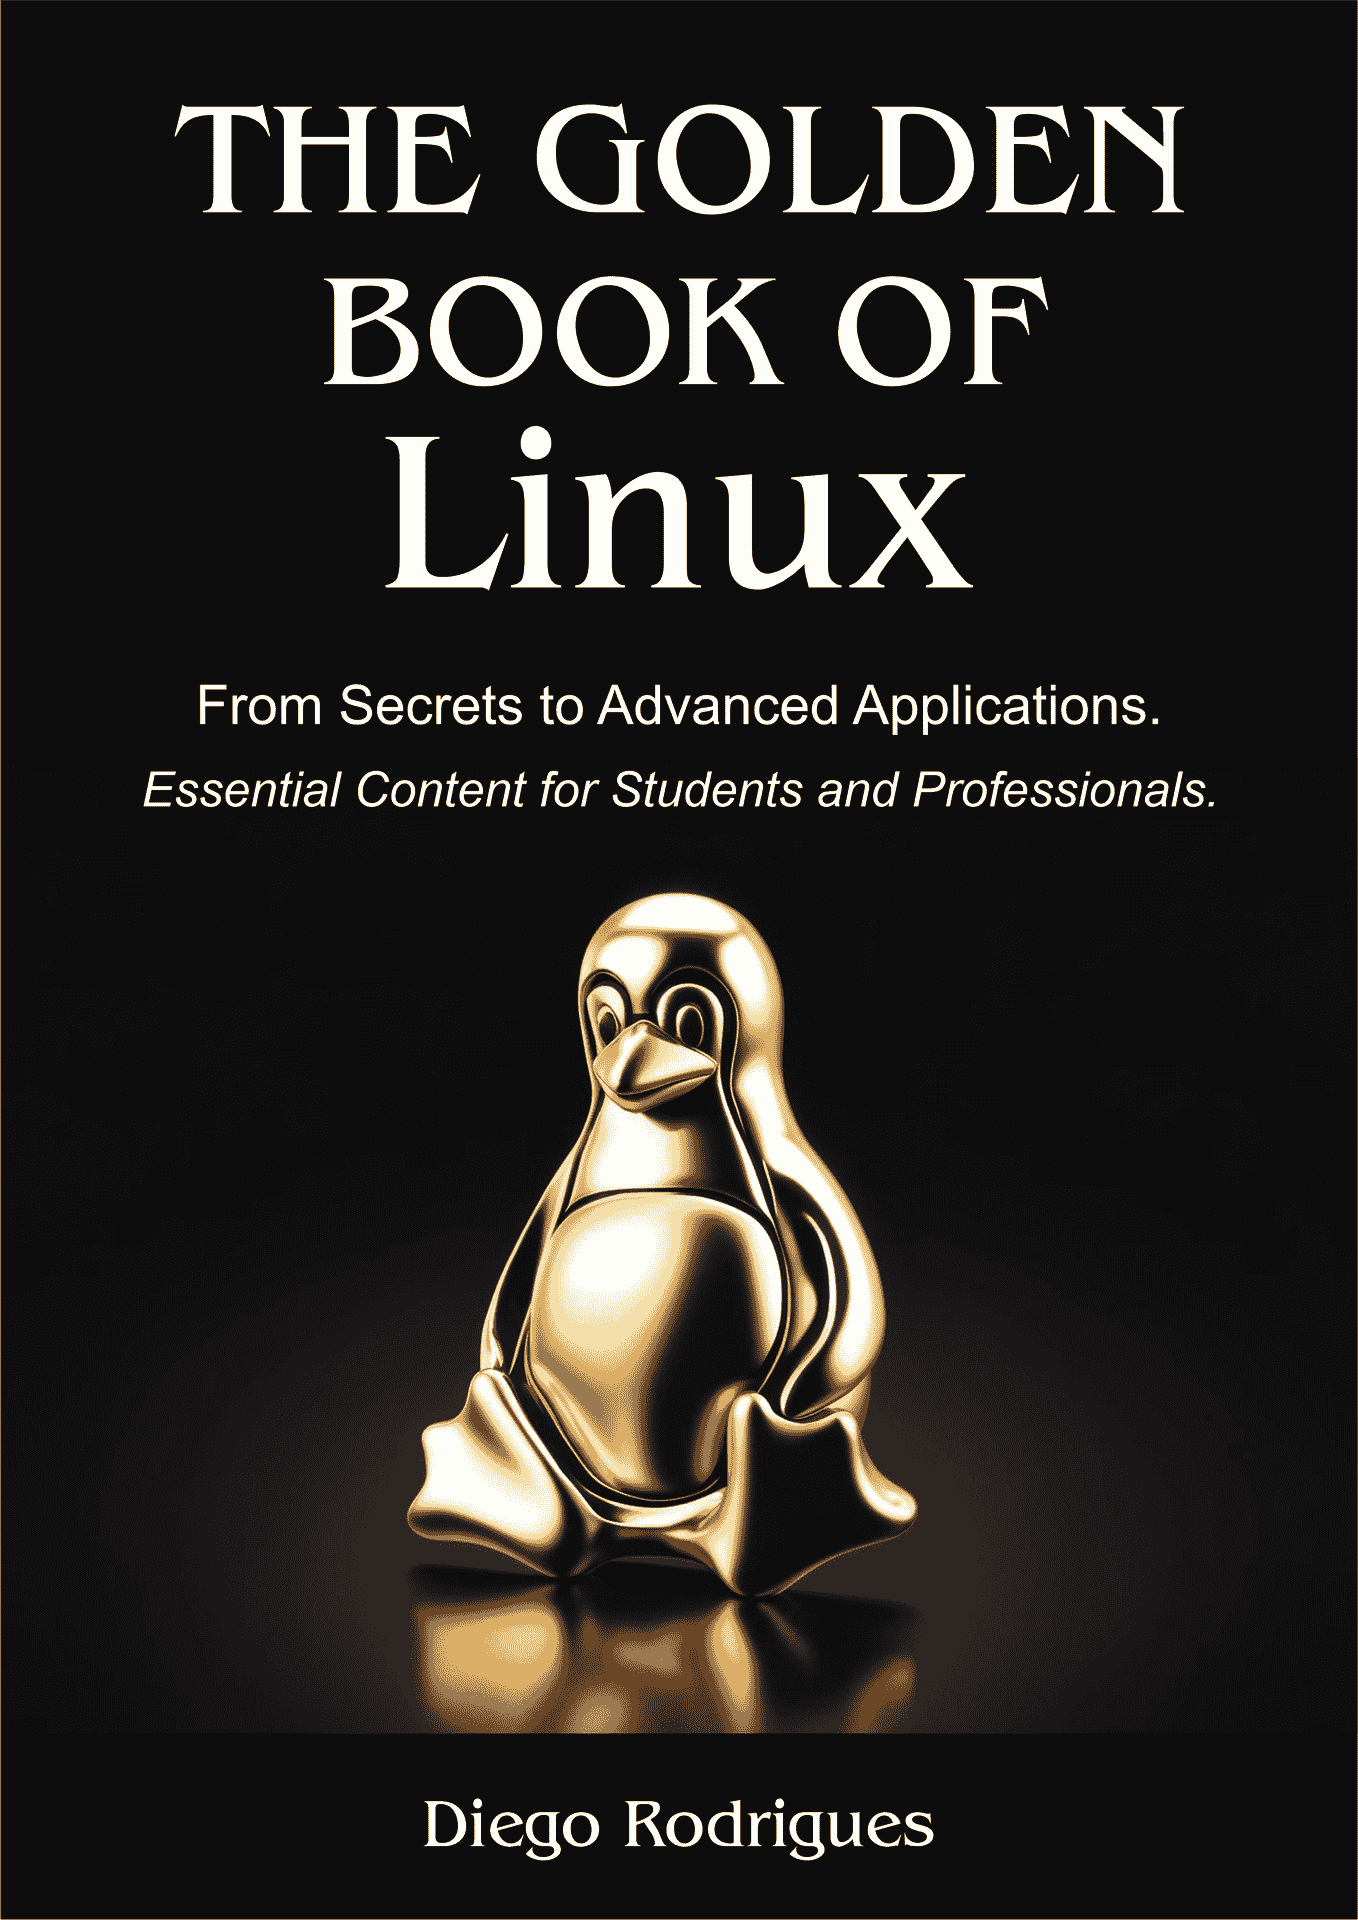 THE GOLDEN
BOOK OF
Linux
From Secrets to Advanced Applications.
Essential Content for Students and Professionals.
Diego Rodrigues